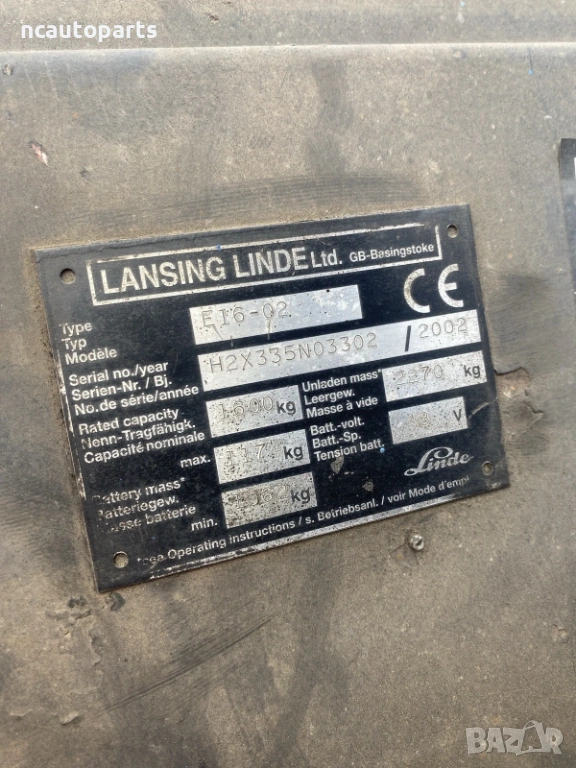 ncautoparts
LANSING LINDE Ltd. GB-Basingstoke
CE
Type
Typ
Modèle
E16-02
Serial no./year
Serien-Nr. / Bj.
No. de série/année
H2X335N03302 / 2002
Rated capacity
Nenn-Tragfähigk.
Capacité nominale
1600 kg
Unladen mass*
Leergew.
Masse à vide
kg
max. kg
Batt.-volt.
Batt.-Sp.
Tension batt.
V
Battery mass*
Batteriegew.
Masse batterie
min. kg
Linde
*see Operating Instructions / s. Betriebsanl. / voir Mode d'empl.
BAZAR